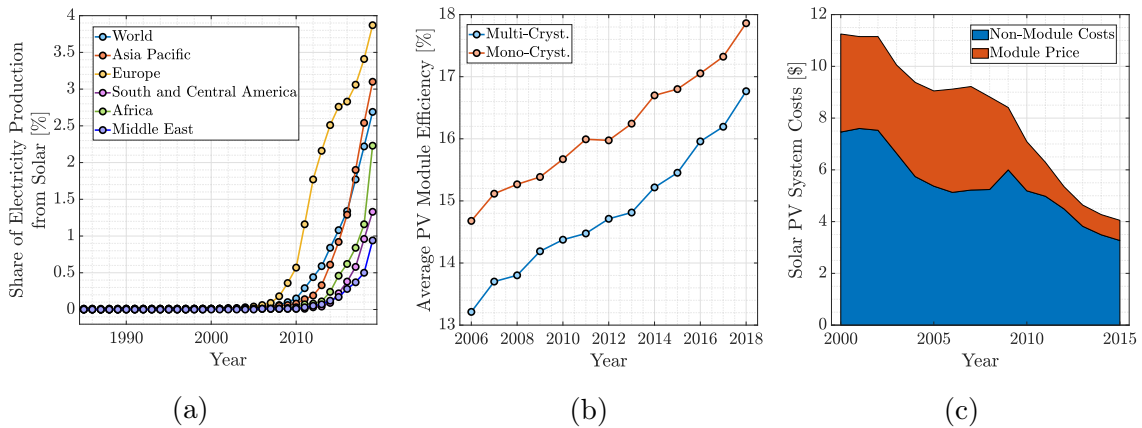 Share of Electricity Production
from Solar [%]
4
3.5
3
2.5
2
1.5
1
0.5
0
World
Asia Pacific
Europe
South and Central America
Africa
Middle East
1990 2000 2010
Year
(a)
Average PV Module Efficiency [%]
18
17
16
15
14
13
Multi-Cryst.
Mono-Cryst.
2006 2008 2010 2012 2014 2016 2018
Year
(b)
Solar PV System Costs [$]
12
10
8
6
4
2
0
Non-Module Costs
Module Price
2000 2005 2010 2015
Year
(c)